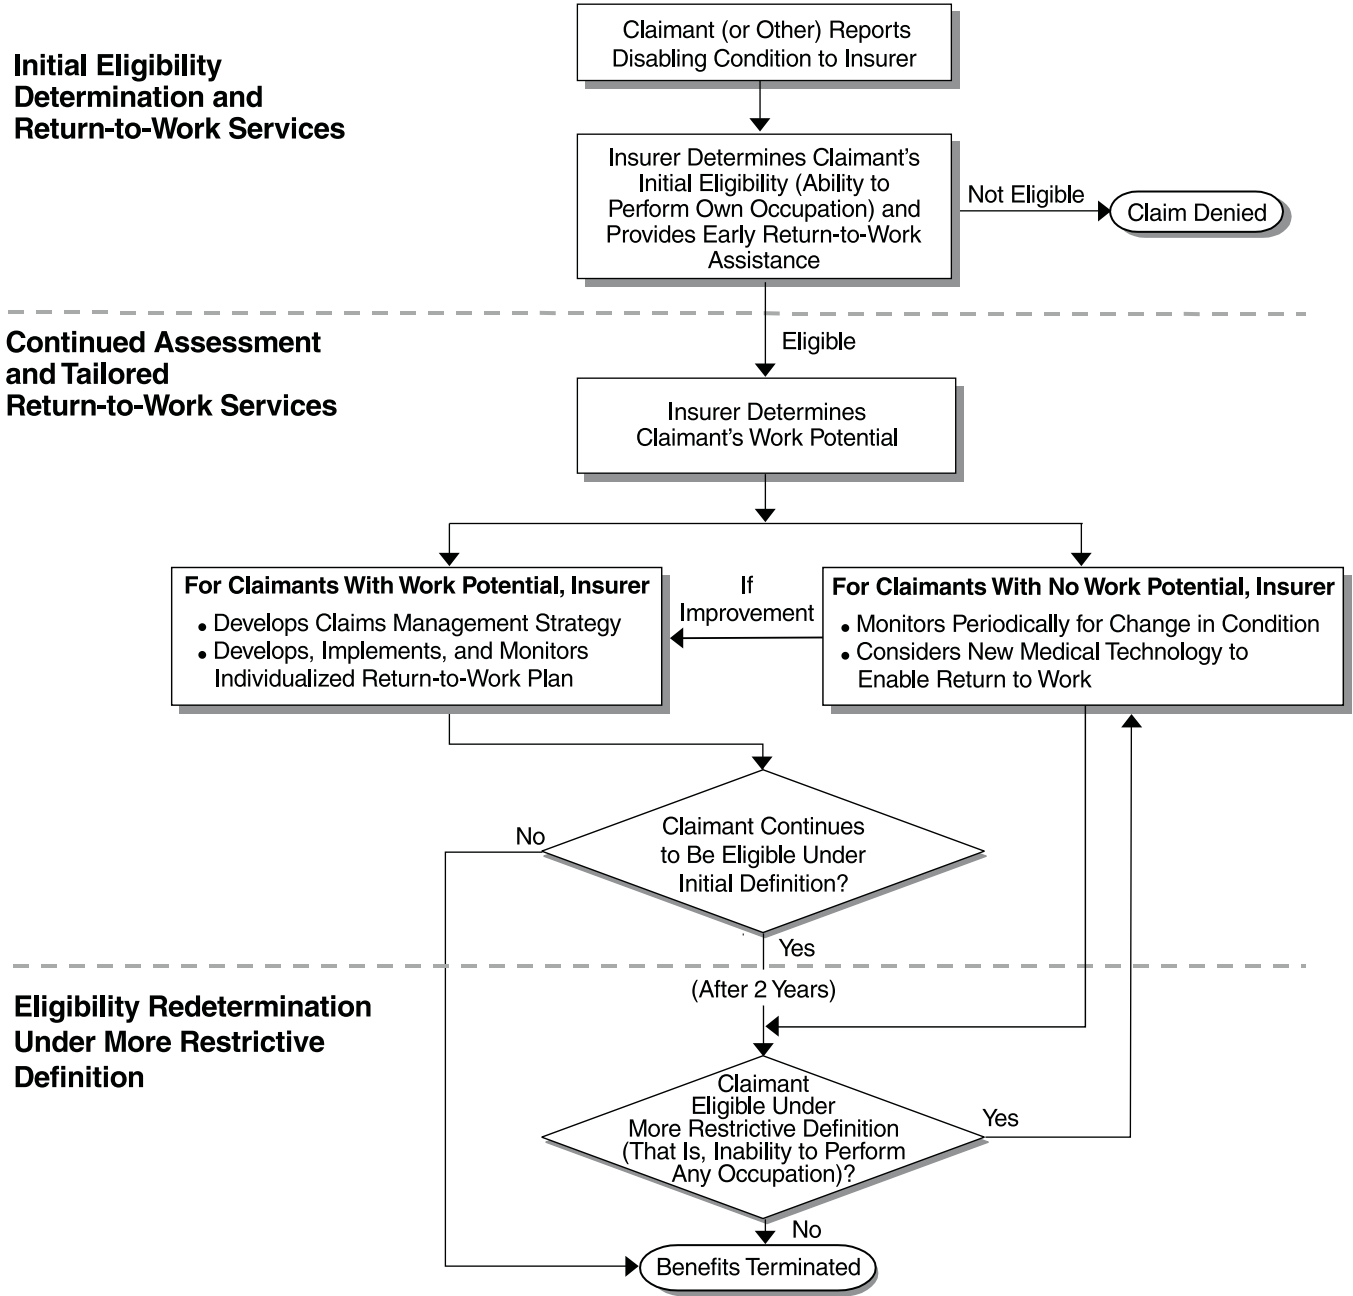 Claimant (or Other) Reports
Disabling Condition to Insurer
Initial Eligibility
Determination and
Return-to-Work Services
Insurer Determines Claimant's
Initial Eligibility (Ability to
Perform Own Occupation) and
Provides Early Return-to-Work
Assistance
Not Eligible
Claim Denied
Continued Assessment
and Tailored
Return-to-Work Services
Eligible
Insurer Determines
Claimant's Work Potential
For Claimants With Work Potential, Insurer
• Develops Claims Management Strategy
• Develops, Implements, and Monitors
Individualized Return-to-Work Plan
If
Improvement
For Claimants With No Work Potential, Insurer
• Monitors Periodically for Change in Condition
• Considers New Medical Technology to
Enable Return to Work
No
Claimant Continues
to Be Eligible Under
Initial Definition?
Yes
(After 2 Years)
Eligibility Redetermination
Under More Restrictive
Definition
Claimant
Eligible Under
More Restrictive Definition
(That Is, Inability to Perform
Any Occupation)?
Yes
No
Benefits Terminated